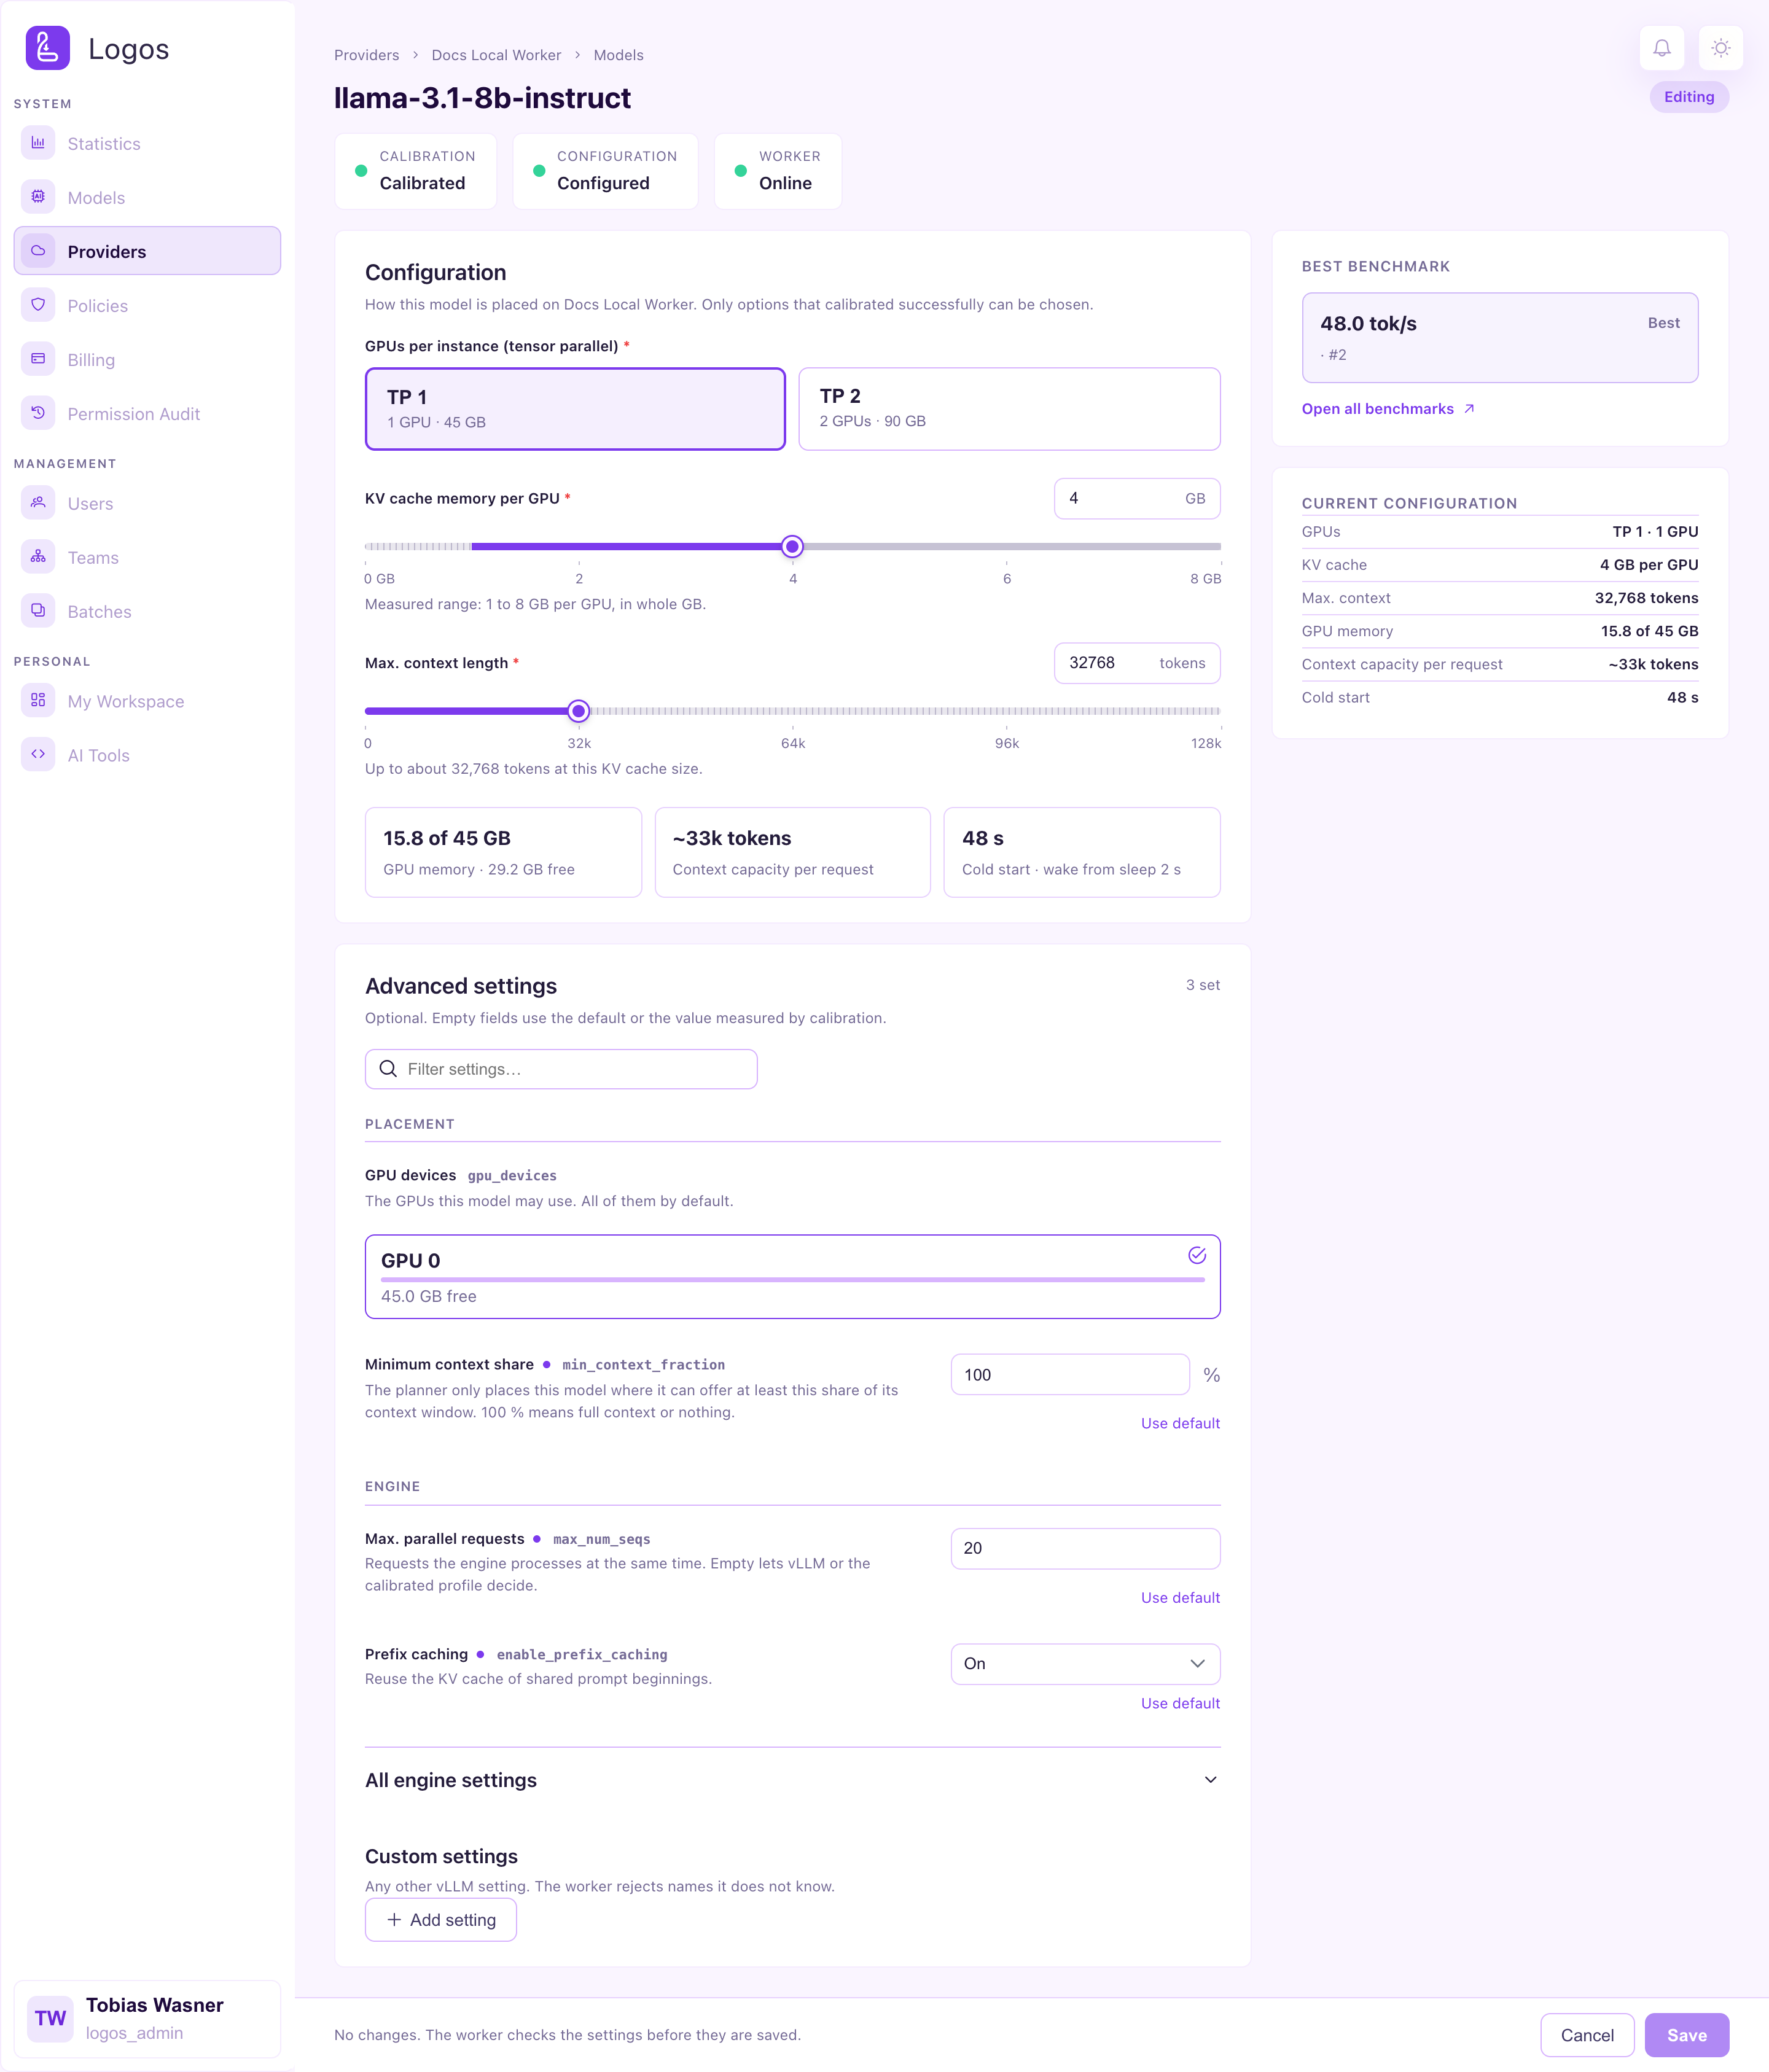 Logos
SYSTEM
Statistics
Models
Providers
Policies
Billing
Permission Audit
MANAGEMENT
Users
Teams
Batches
PERSONAL
My Workspace
AI Tools
TW
Tobias Wasner
logos_admin
Providers > Docs Local Worker > Models
llama-3.1-8b-instruct
Editing
CALIBRATION
Calibrated
CONFIGURATION
Configured
WORKER
Online
Configuration
How this model is placed on Docs Local Worker. Only options that calibrated successfully can be chosen.
GPUs per instance (tensor parallel) *
TP 1
1 GPU · 45 GB
TP 2
2 GPUs · 90 GB
KV cache memory per GPU *
4 GB
0 GB 2 4 6 8 GB
Measured range: 1 to 8 GB per GPU, in whole GB.
Max. context length *
32768 tokens
0 32k 64k 96k 128k
Up to about 32,768 tokens at this KV cache size.
15.8 of 45 GB
GPU memory · 29.2 GB free
~33k tokens
Context capacity per request
48 s
Cold start · wake from sleep 2 s
BEST BENCHMARK
48.0 tok/s Best
· #2
Open all benchmarks
CURRENT CONFIGURATION
GPUs TP 1 · 1 GPU
KV cache 4 GB per GPU
Max. context 32,768 tokens
GPU memory 15.8 of 45 GB
Context capacity per request ~33k tokens
Cold start 48 s
Advanced settings 3 set
Optional. Empty fields use the default or the value measured by calibration.
Filter settings…
PLACEMENT
GPU devices gpu_devices
The GPUs this model may use. All of them by default.
GPU 0
45.0 GB free
Minimum context share min_context_fraction
The planner only places this model where it can offer at least this share of its
context window. 100 % means full context or nothing.
100 %
Use default
ENGINE
Max. parallel requests max_num_seqs
Requests the engine processes at the same time. Empty lets vLLM or the
calibrated profile decide.
20
Use default
Prefix caching enable_prefix_caching
Reuse the KV cache of shared prompt beginnings.
On
Use default
All engine settings
Custom settings
Any other vLLM setting. The worker rejects names it does not know.
Add setting
No changes. The worker checks the settings before they are saved.
Cancel
Save